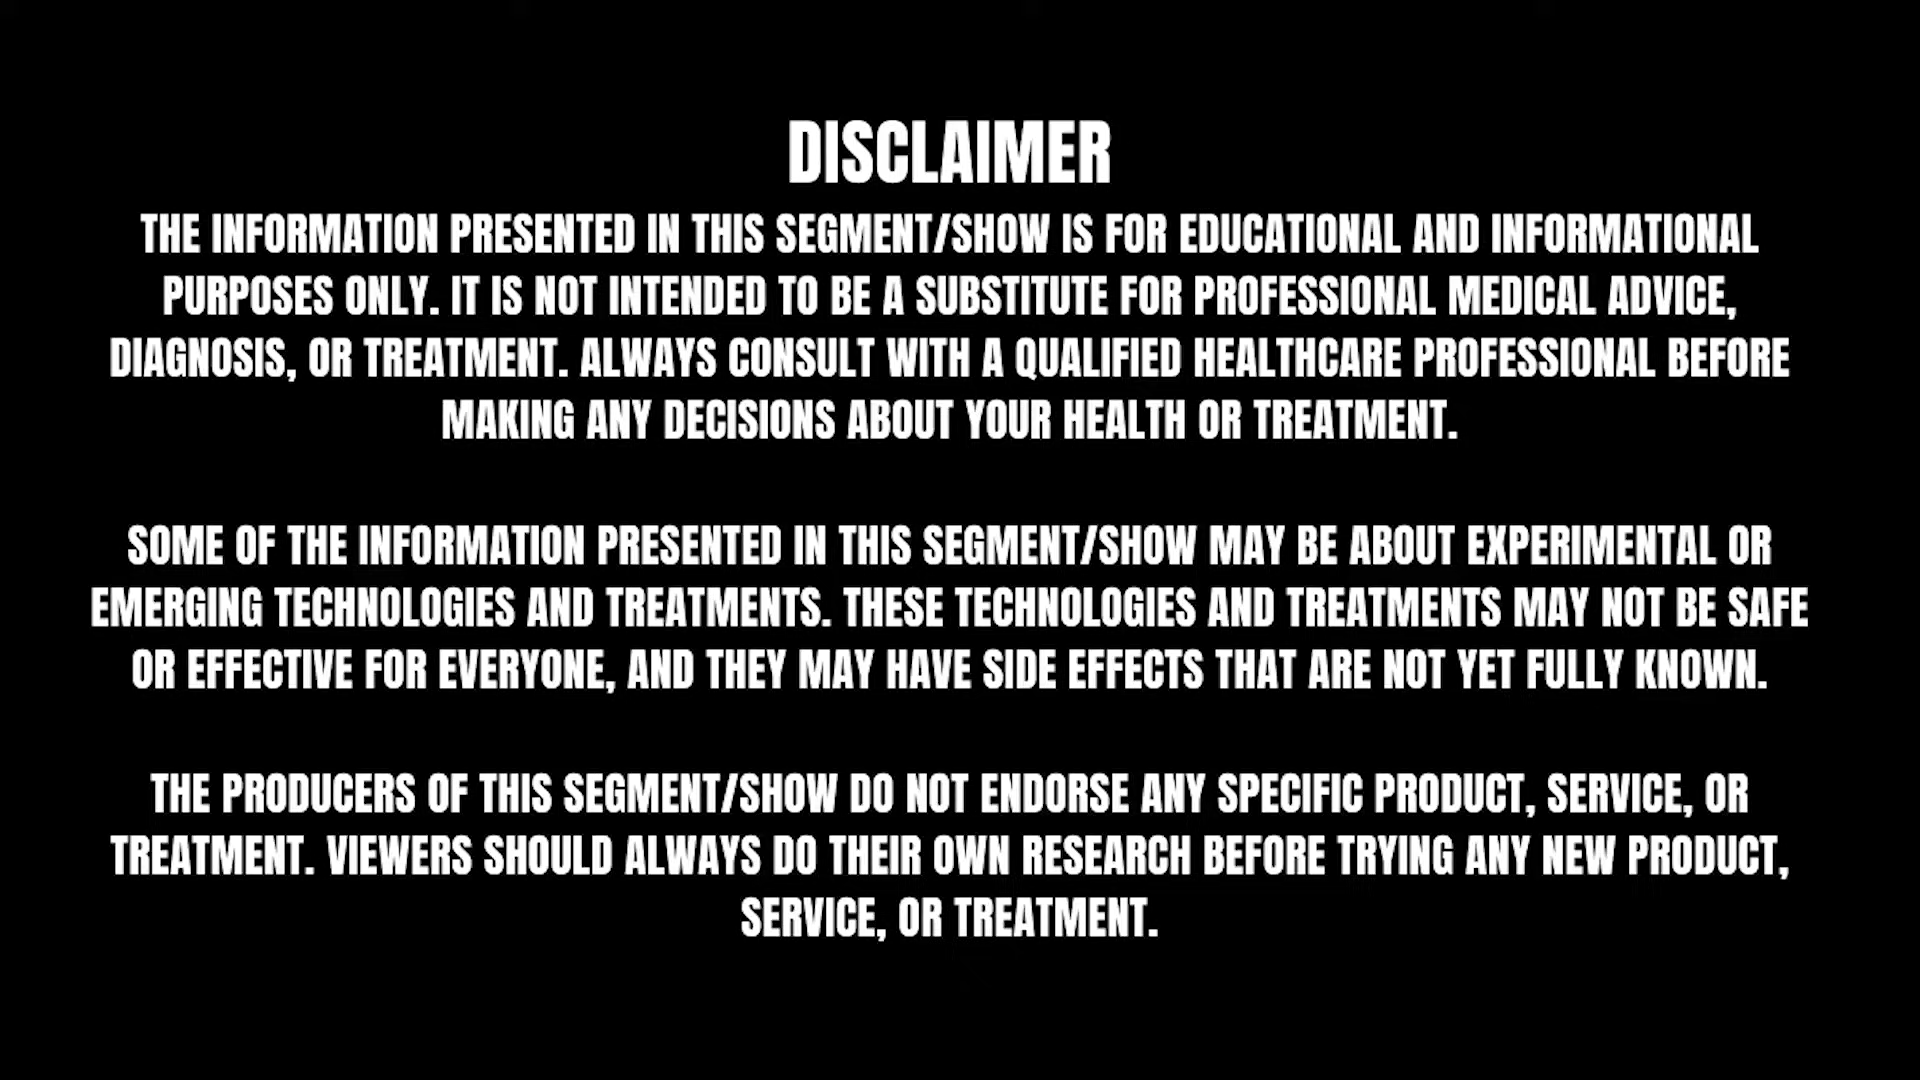 DISCLAIMER
THE INFORMATION PRESENTED IN THIS SEGMENT/SHOW IS FOR EDUCATIONAL AND INFORMATIONAL
PURPOSES ONLY. IT IS NOT INTENDED TO BE A SUBSTITUTE FOR PROFESSIONAL MEDICAL ADVICE,
DIAGNOSIS, OR TREATMENT. ALWAYS CONSULT WITH A QUALIFIED HEALTHCARE PROFESSIONAL BEFORE
MAKING ANY DECISIONS ABOUT YOUR HEALTH OR TREATMENT.
SOME OF THE INFORMATION PRESENTED IN THIS SEGMENT/SHOW MAY BE ABOUT EXPERIMENTAL OR
EMERGING TECHNOLOGIES AND TREATMENTS. THESE TECHNOLOGIES AND TREATMENTS MAY NOT BE SAFE
OR EFFECTIVE FOR EVERYONE, AND THEY MAY HAVE SIDE EFFECTS THAT ARE NOT YET FULLY KNOWN.
THE PRODUCERS OF THIS SEGMENT/SHOW DO NOT ENDORSE ANY SPECIFIC PRODUCT, SERVICE, OR
TREATMENT. VIEWERS SHOULD ALWAYS DO THEIR OWN RESEARCH BEFORE TRYING ANY NEW PRODUCT,
SERVICE, OR TREATMENT.